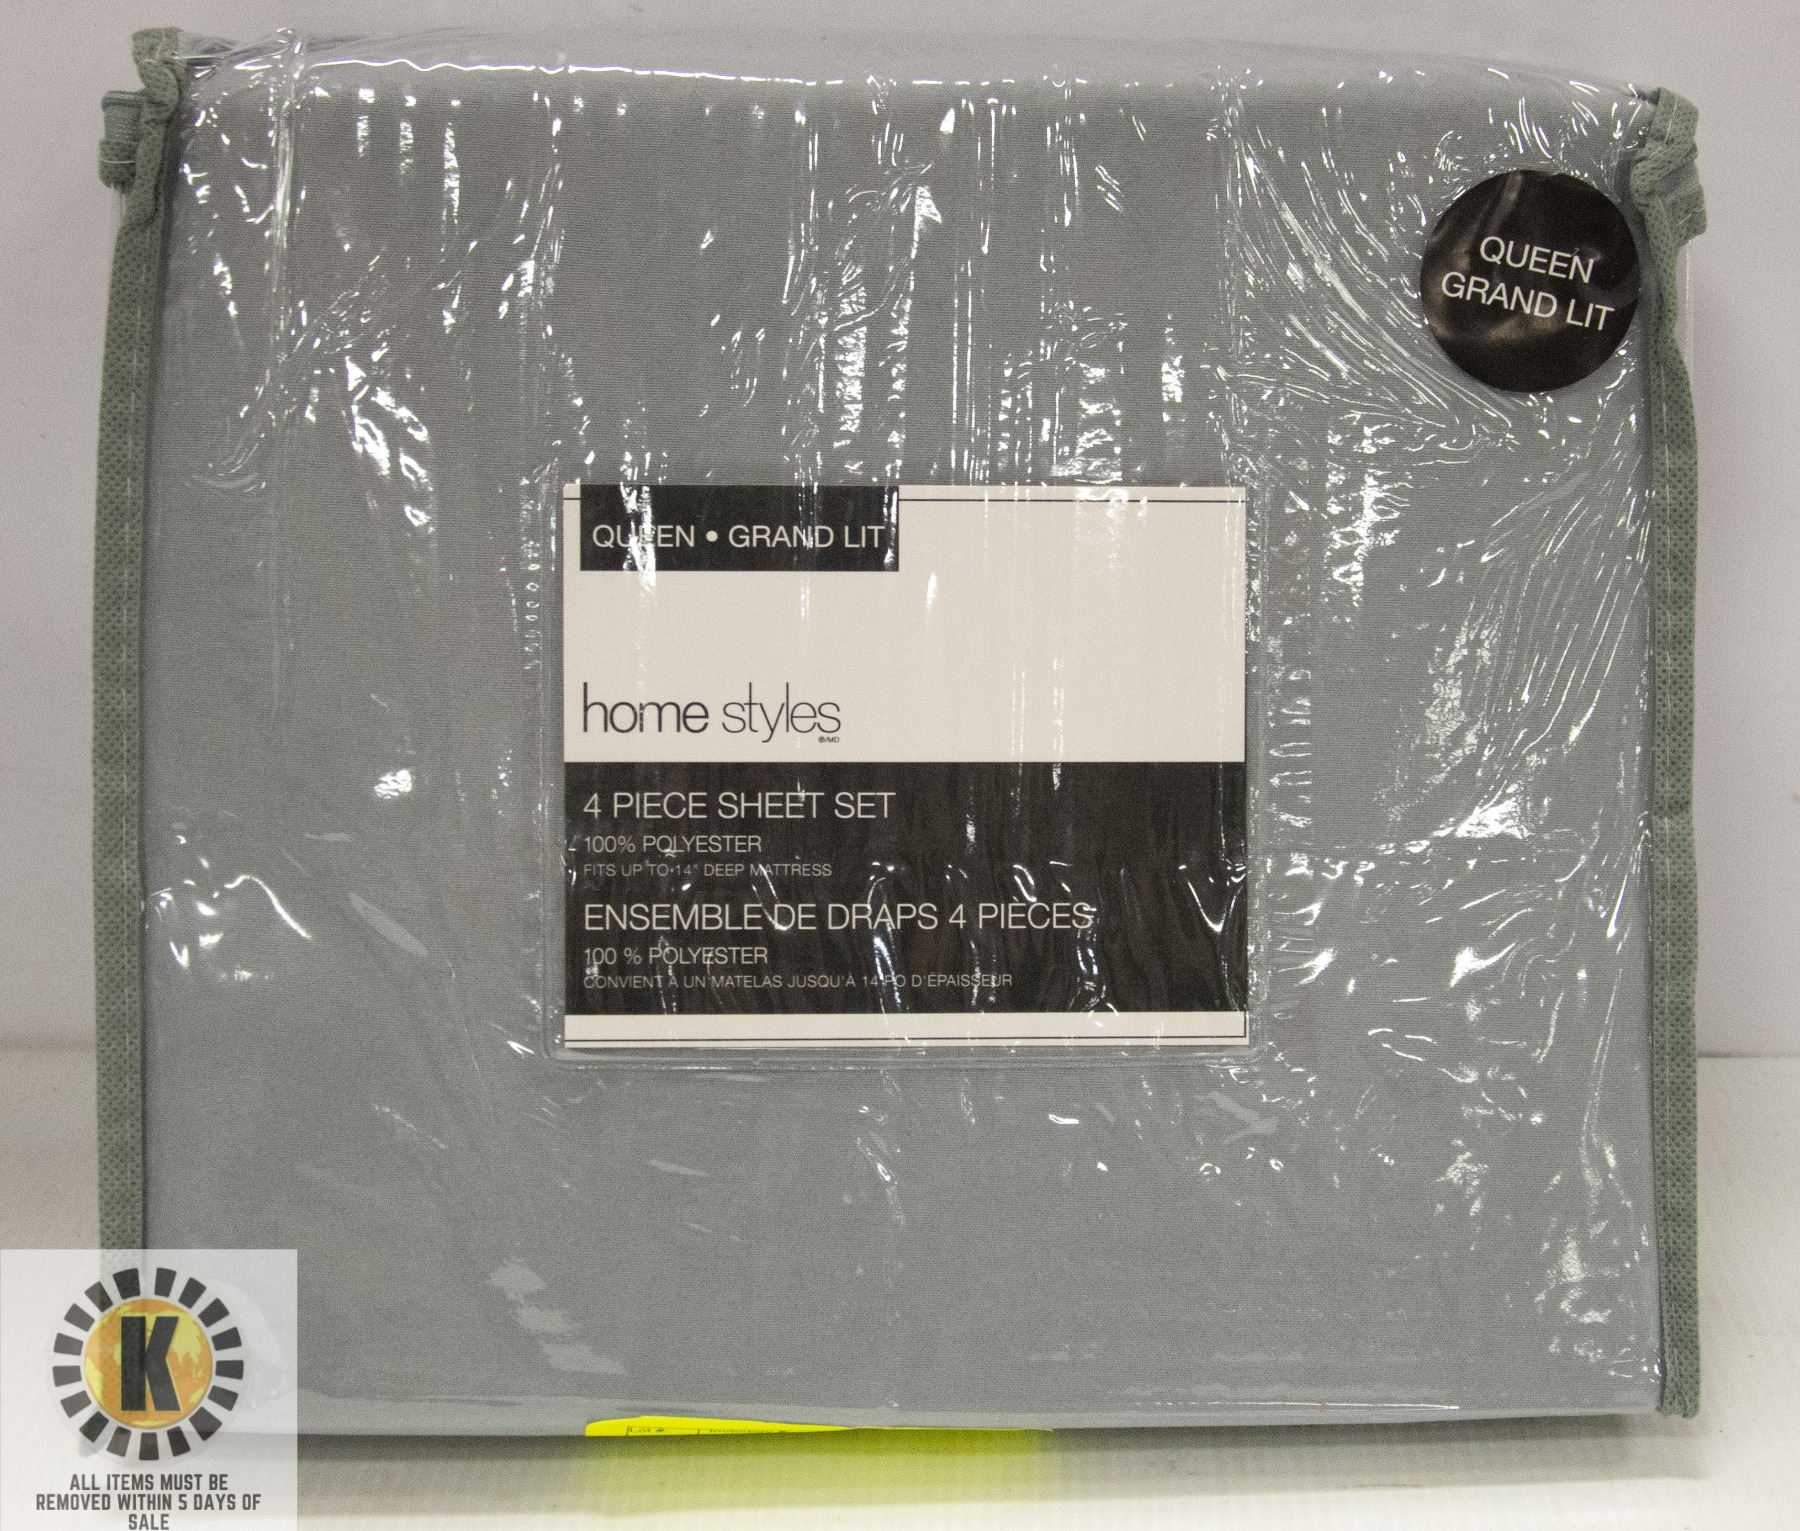 QUEEN
GRAND LIT
QUEEN • GRAND LIT
home styles
®/MD
4 PIECE SHEET SET
100% POLYESTER
FITS UP TO 14" DEEP MATTRESS
ENSEMBLE DE DRAPS 4 PIÈCES
100 % POLYESTER
CONVIENT À UN MATELAS JUSQU'À 14 PO D'ÉPAISSEUR
Lot #
K
ALL ITEMS MUST BE
REMOVED WITHIN 5 DAYS OF
SALE